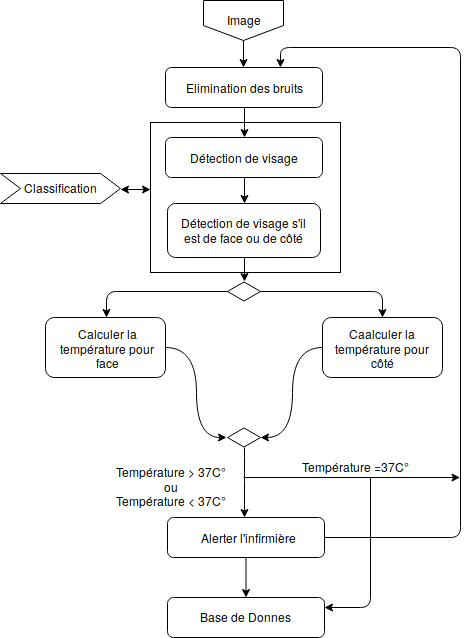 Image
Elimination des bruits
Détection de visage
Classification
Détection de visage s'il
est de face ou de côté
Calculer la
température pour
face
Caalculer la
température pour
côté
Température =37C°
Température > 37C°
ou
Température < 37C°
Alerter l'infirmière
Base de Donnes